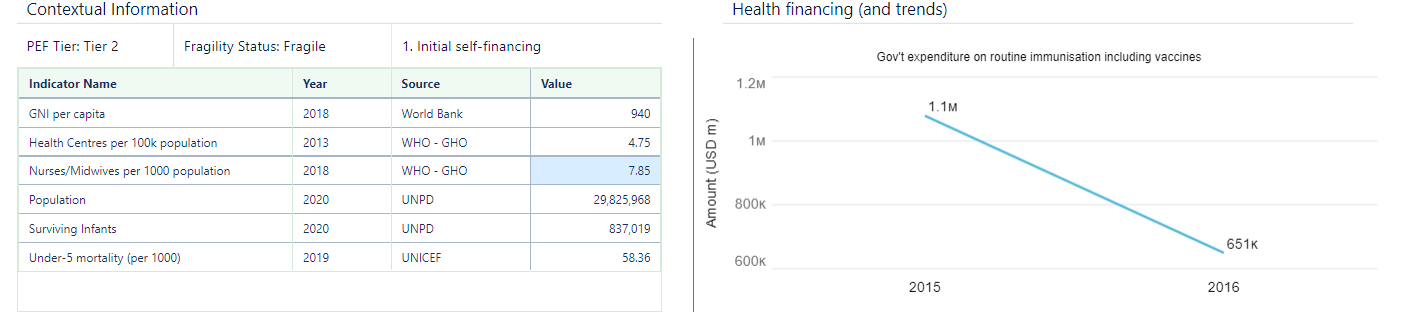 Contextual Information
PEF Tier: Tier 2 Fragility Status: Fragile 1. Initial self-financing
Indicator Name Year Source Value
GNI per capita 2018 World Bank 940
Health Centres per 100k population 2013 WHO - GHO 4.75
Nurses/Midwives per 1000 population 2018 WHO - GHO 7.85
Population 2020 UNPD 29,825,968
Surviving Infants 2020 UNPD 837,019
Under-5 mortality (per 1000) 2019 UNICEF 58.36
Health financing (and trends)
Gov't expenditure on routine immunisation including vaccines
Amount (USD m)
1.2M
1.1M
1M
800K
651K
600K
2015 2016